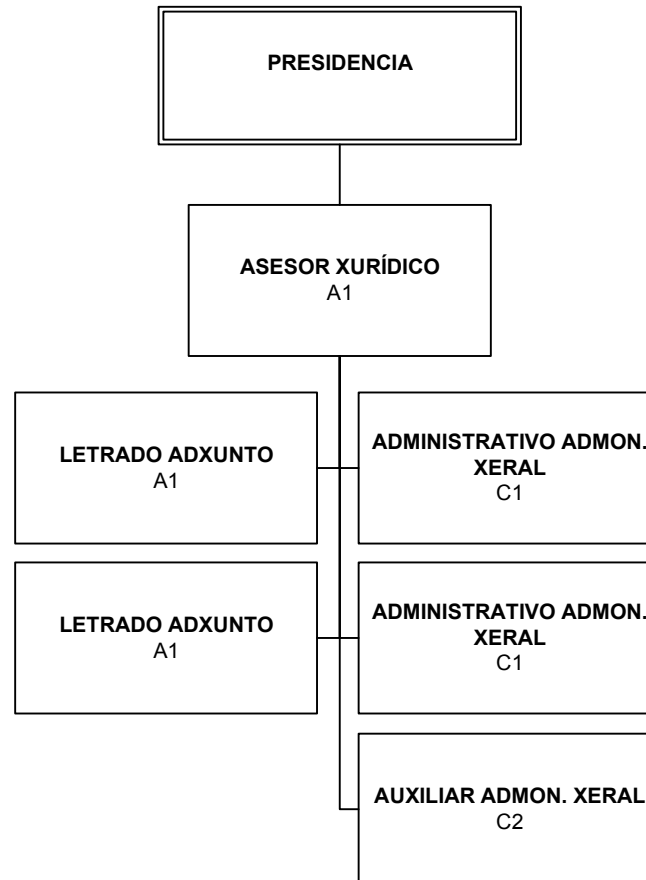 PRESIDENCIA
ASESOR XURÍDICO
A1
LETRADO ADXUNTO
A1
ADMINISTRATIVO ADMON.
XERAL
C1
LETRADO ADXUNTO
A1
ADMINISTRATIVO ADMON.
XERAL
C1
AUXILIAR ADMON. XERAL
C2